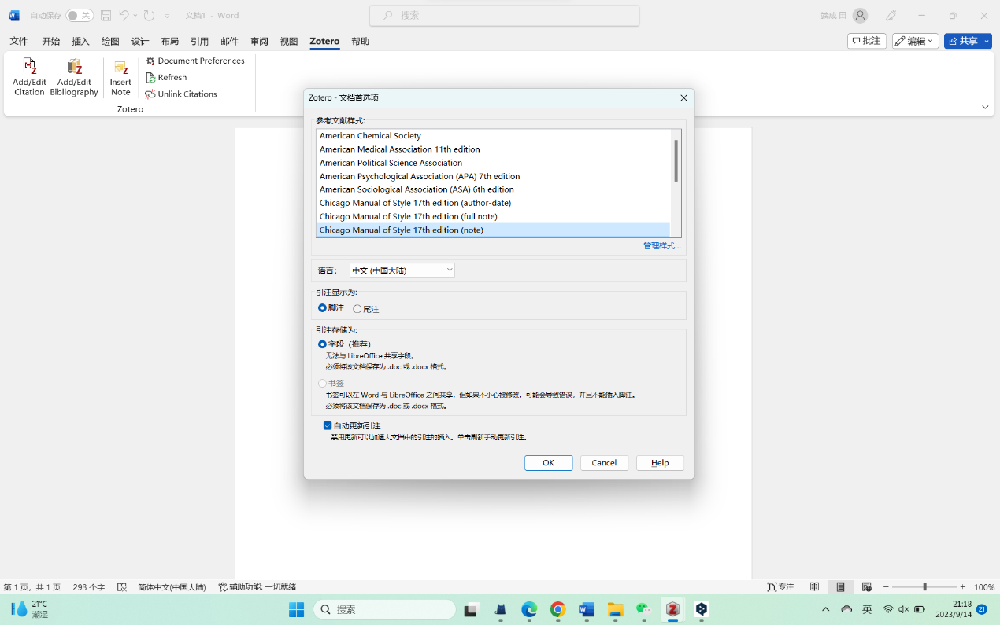 自动保存 关 文档1 - Word 搜索 端成 田
文件 开始 插入 绘图 设计 布局 引用 邮件 审阅 视图 Zotero 帮助 批注 编辑 共享
Add/Edit Citation
Add/Edit Bibliography
Insert Note
Document Preferences
Refresh
Unlink Citations
Zotero
Zotero - 文档首选项
参考文献样式:
American Chemical Society
American Medical Association 11th edition
American Political Science Association
American Psychological Association (APA) 7th edition
American Sociological Association (ASA) 6th edition
Chicago Manual of Style 17th edition (author-date)
Chicago Manual of Style 17th edition (full note)
Chicago Manual of Style 17th edition (note)
管理样式...
语言: 中文 (中国大陆)
引注显示为:
脚注 尾注
引注存储为:
字段（推荐）
无法与 LibreOffice 共享字段。
必须将该文档保存为 .doc 或 .docx 格式。
书签
书签可以在 Word 与 LibreOffice 之间共享，但如果不小心被修改，可能会导致错误，并且不能插入脚注。
必须将该文档保存为 .doc 或 .docx 格式。
自动更新引注
禁用更新可以加速大文档中的引注的插入。单击刷新手动更新引注。
OK Cancel Help
第 1 页，共 1 页 293 个字 简体中文(中国大陆) 辅助功能: 一切就绪 专注 100%
21°C
潮湿
搜索
英
21:18
2023/9/14
21